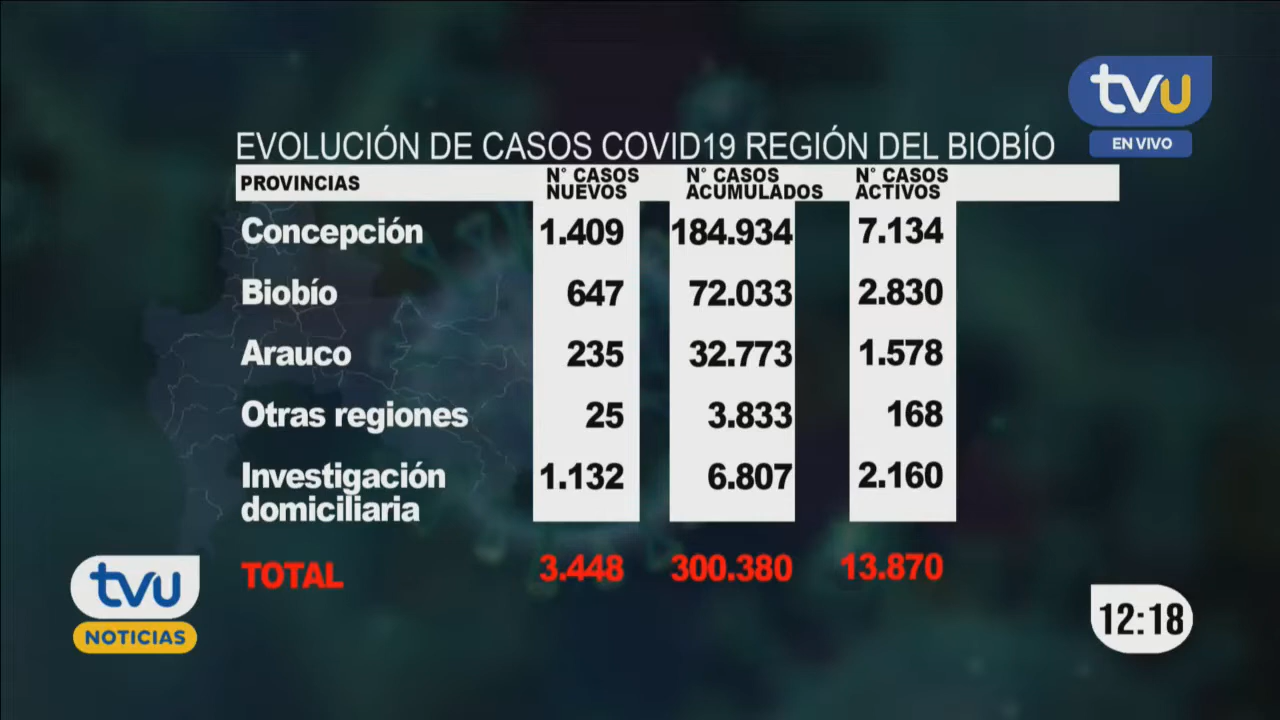 tvu
EN VIVO
EVOLUCIÓN DE CASOS COVID19 REGIÓN DEL BIOBÍO
PROVINCIAS
N° CASOS NUEVOS
N° CASOS ACUMULADOS
N° CASOS ACTIVOS
Concepción 1.409 184.934 7.134
Biobío 647 72.033 2.830
Arauco 235 32.773 1.578
Otras regiones 25 3.833 168
Investigación 1.132 6.807 2.160
domiciliaria
TOTAL 3.448 300.380 13.870
tvu
NOTICIAS
12:18